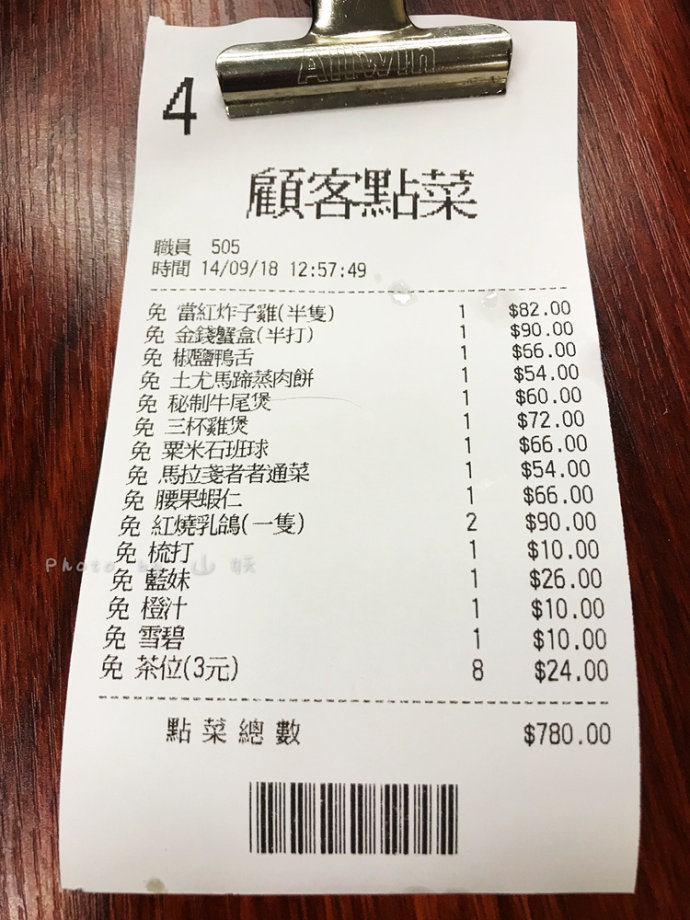 Allwin
4
顧客點菜
職員 505
時間 14/09/18 12:57:49
免 當紅炸子雞(半隻) 1 $82.00
免 金錢蟹盒(半打) 1 $90.00
免 椒鹽鴨舌 1 $66.00
免 土尤馬蹄蒸肉餅 1 $54.00
免 秘制牛尾煲 1 $60.00
免 三杯雞煲 1 $72.00
免 粟米石班球 1 $66.00
免 馬拉戔者者通菜 1 $54.00
免 腰果蝦仁 1 $66.00
免 紅燒乳鴿(一隻) 2 $90.00
免 梳打 1 $10.00
Photo by 山妖
免 藍妹 1 $26.00
免 橙汁 1 $10.00
免 雪碧 1 $10.00
免 茶位(3元) 8 $24.00
點菜總數 $780.00